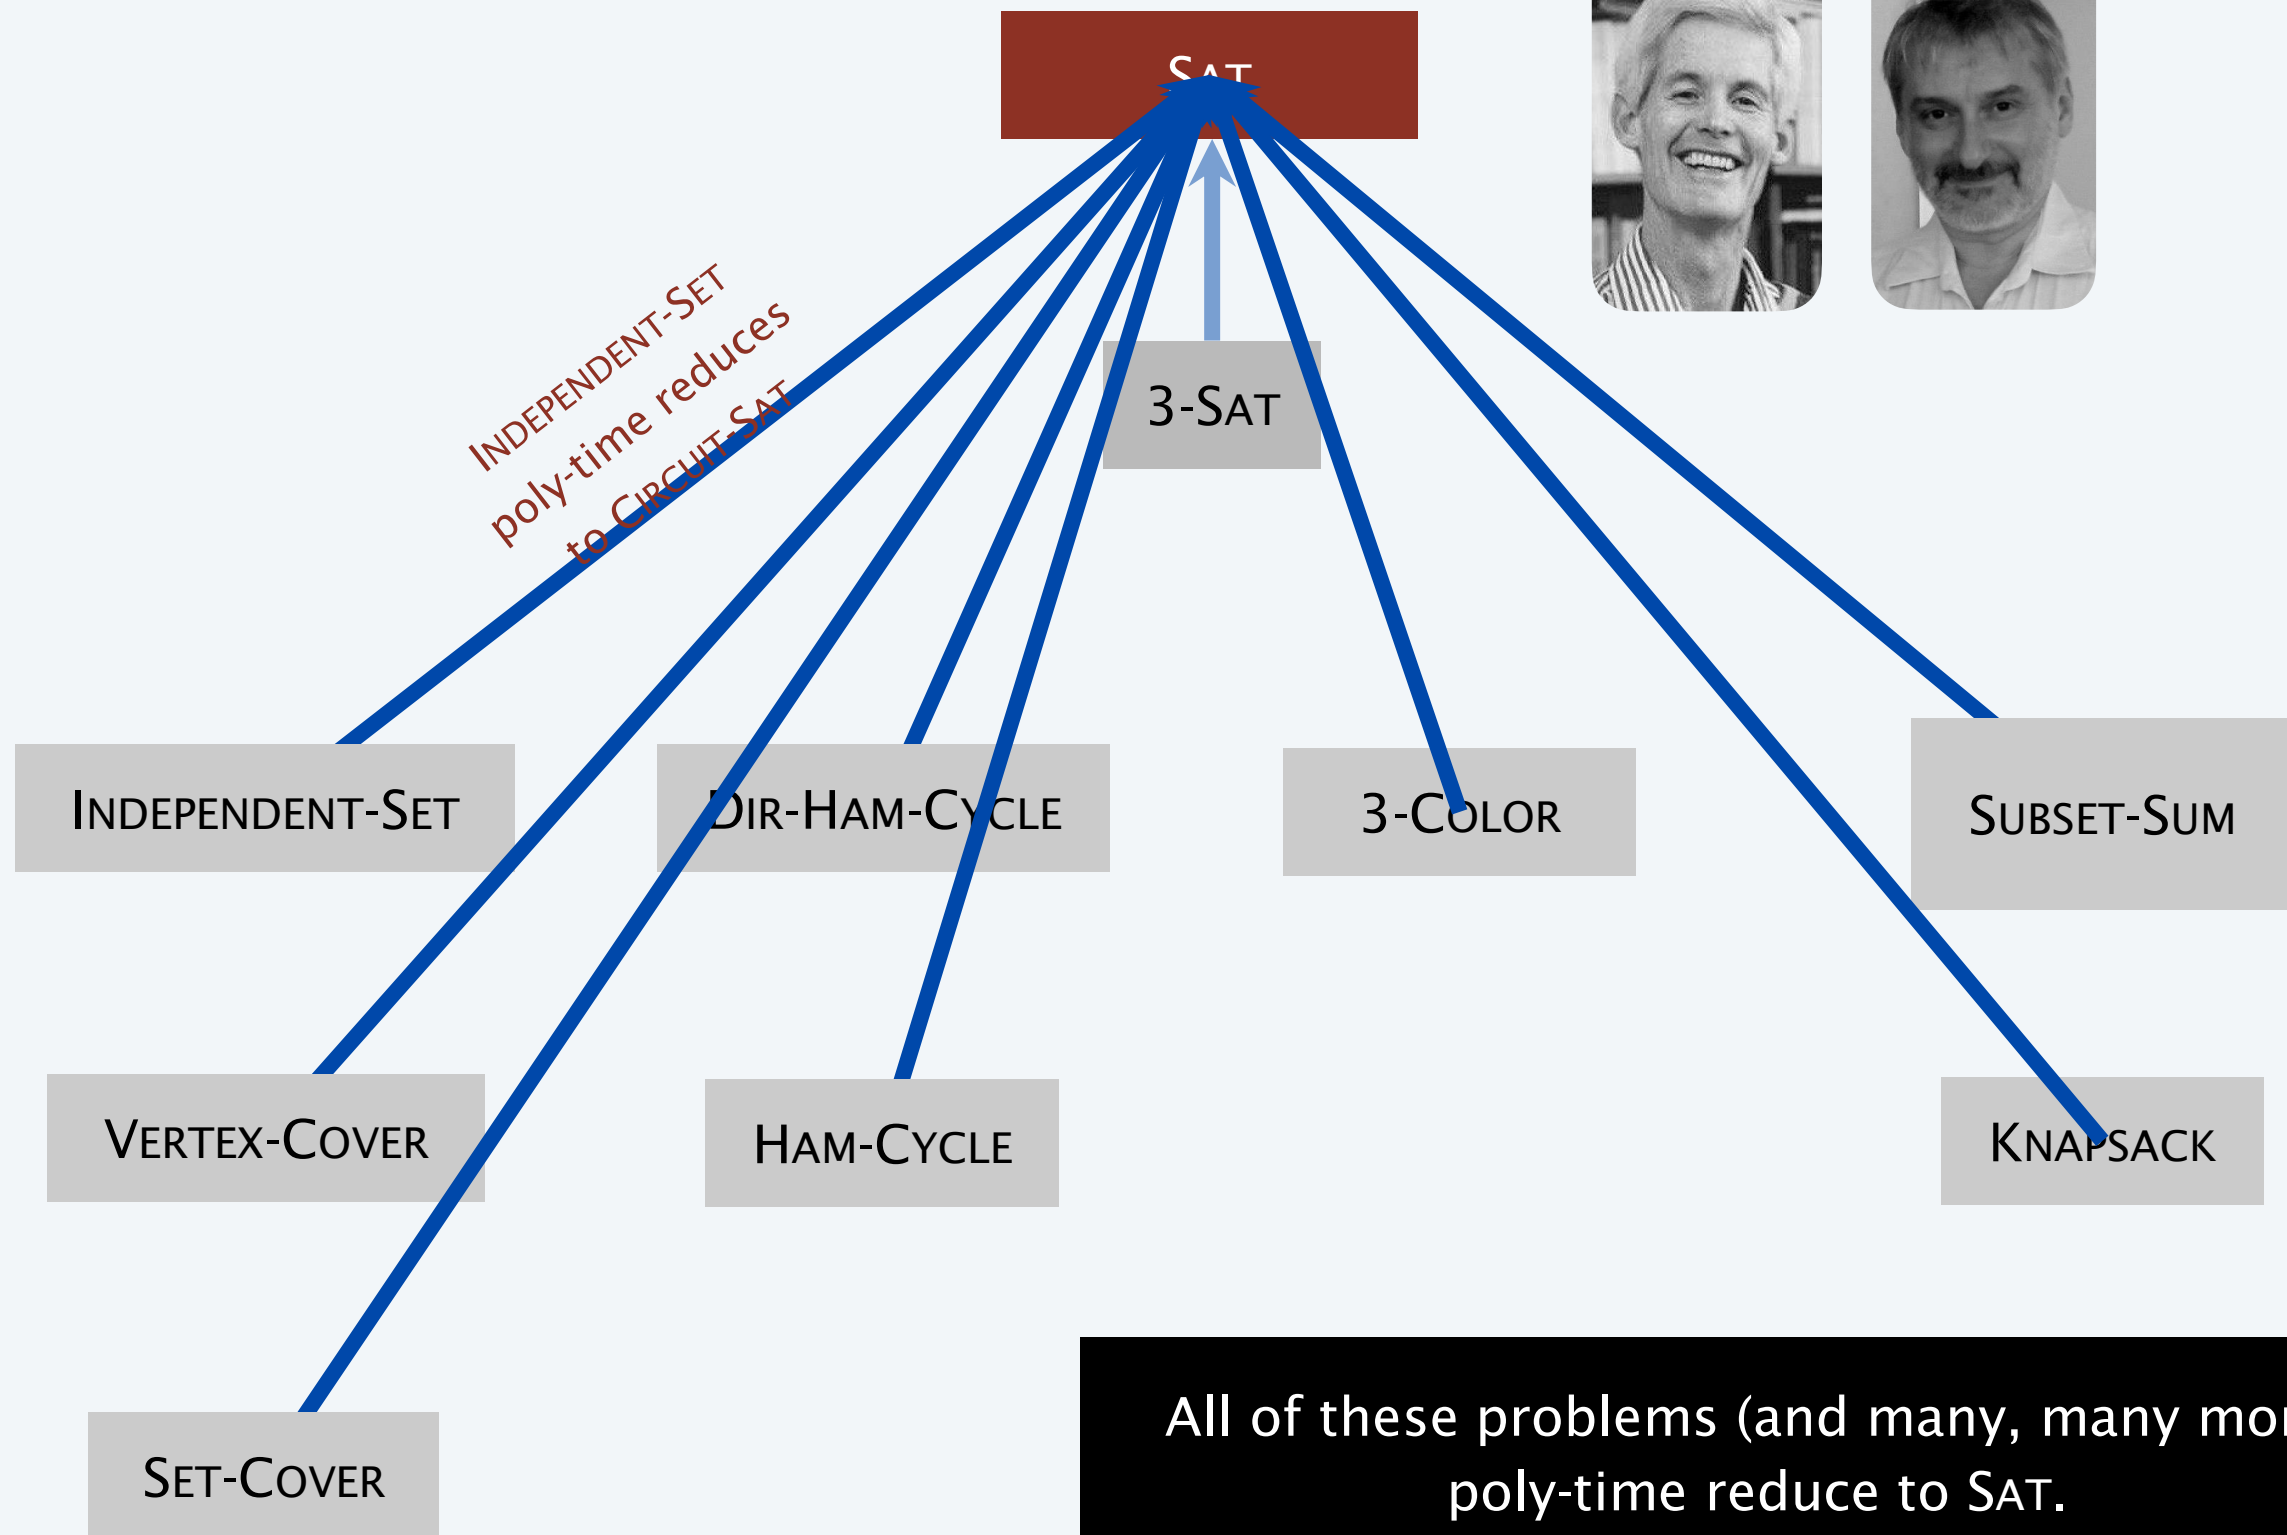 SAT
INDEPENDENT-SET
poly-time reduces
to CIRCUIT-SAT
3-SAT
INDEPENDENT-SET
DIR-HAM-CYCLE
3-COLOR
SUBSET-SUM
VERTEX-COVER
HAM-CYCLE
KNAPSACK
SET-COVER
All of these problems (and many, many
poly-time reduce to SAT.